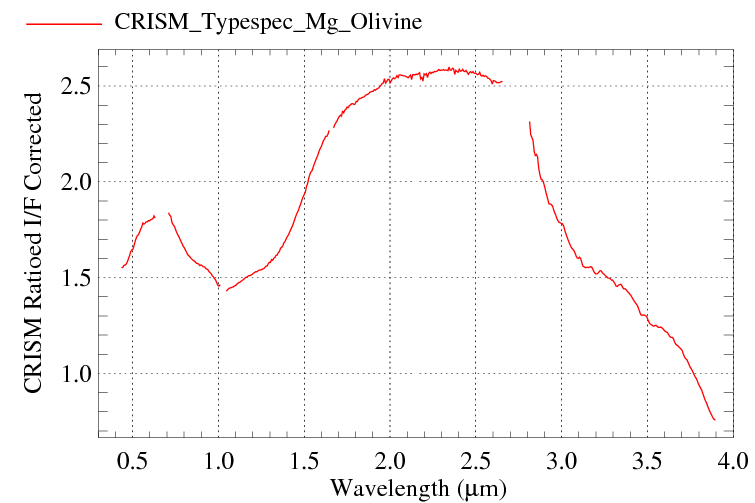 CRISM_Typespec_Mg_Olivine
CRISM Ratioed I/F Corrected
2.5
2.0
1.5
1.0
0.5 1.0 1.5 2.0 2.5 3.0 3.5 4.0
Wavelength (μm)